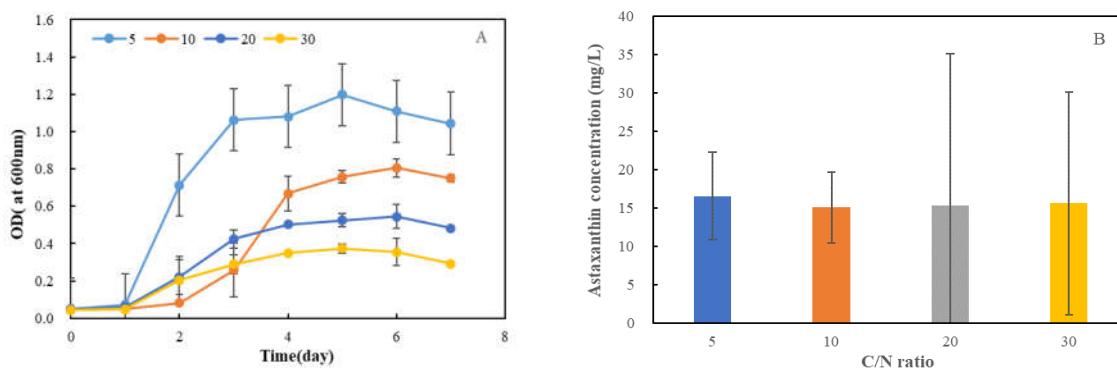 A
5 10 20 30
1.6
1.4
1.2
1.0
0.8
0.6
0.4
0.2
0.0
0 2 4 6 8
OD( at 600nm)
Time(day)
B
40
35
30
25
20
15
10
5
0
5 10 20 30
Astaxanthin concentration (mg/L)
C/N ratio